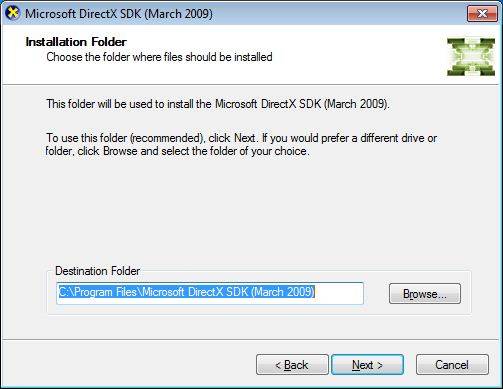 Microsoft DirectX SDK (March 2009)
Installation Folder
Choose the folder where files should be installed
This folder will be used to install the Microsoft DirectX SDK (March 2009).
To use this folder (recommended), click Next. If you would prefer a different drive or
folder, click Browse and select the folder of your choice.
Destination Folder
C:\Program Files\Microsoft DirectX SDK (March 2009)
Browse...
< Back
Next >
Cancel